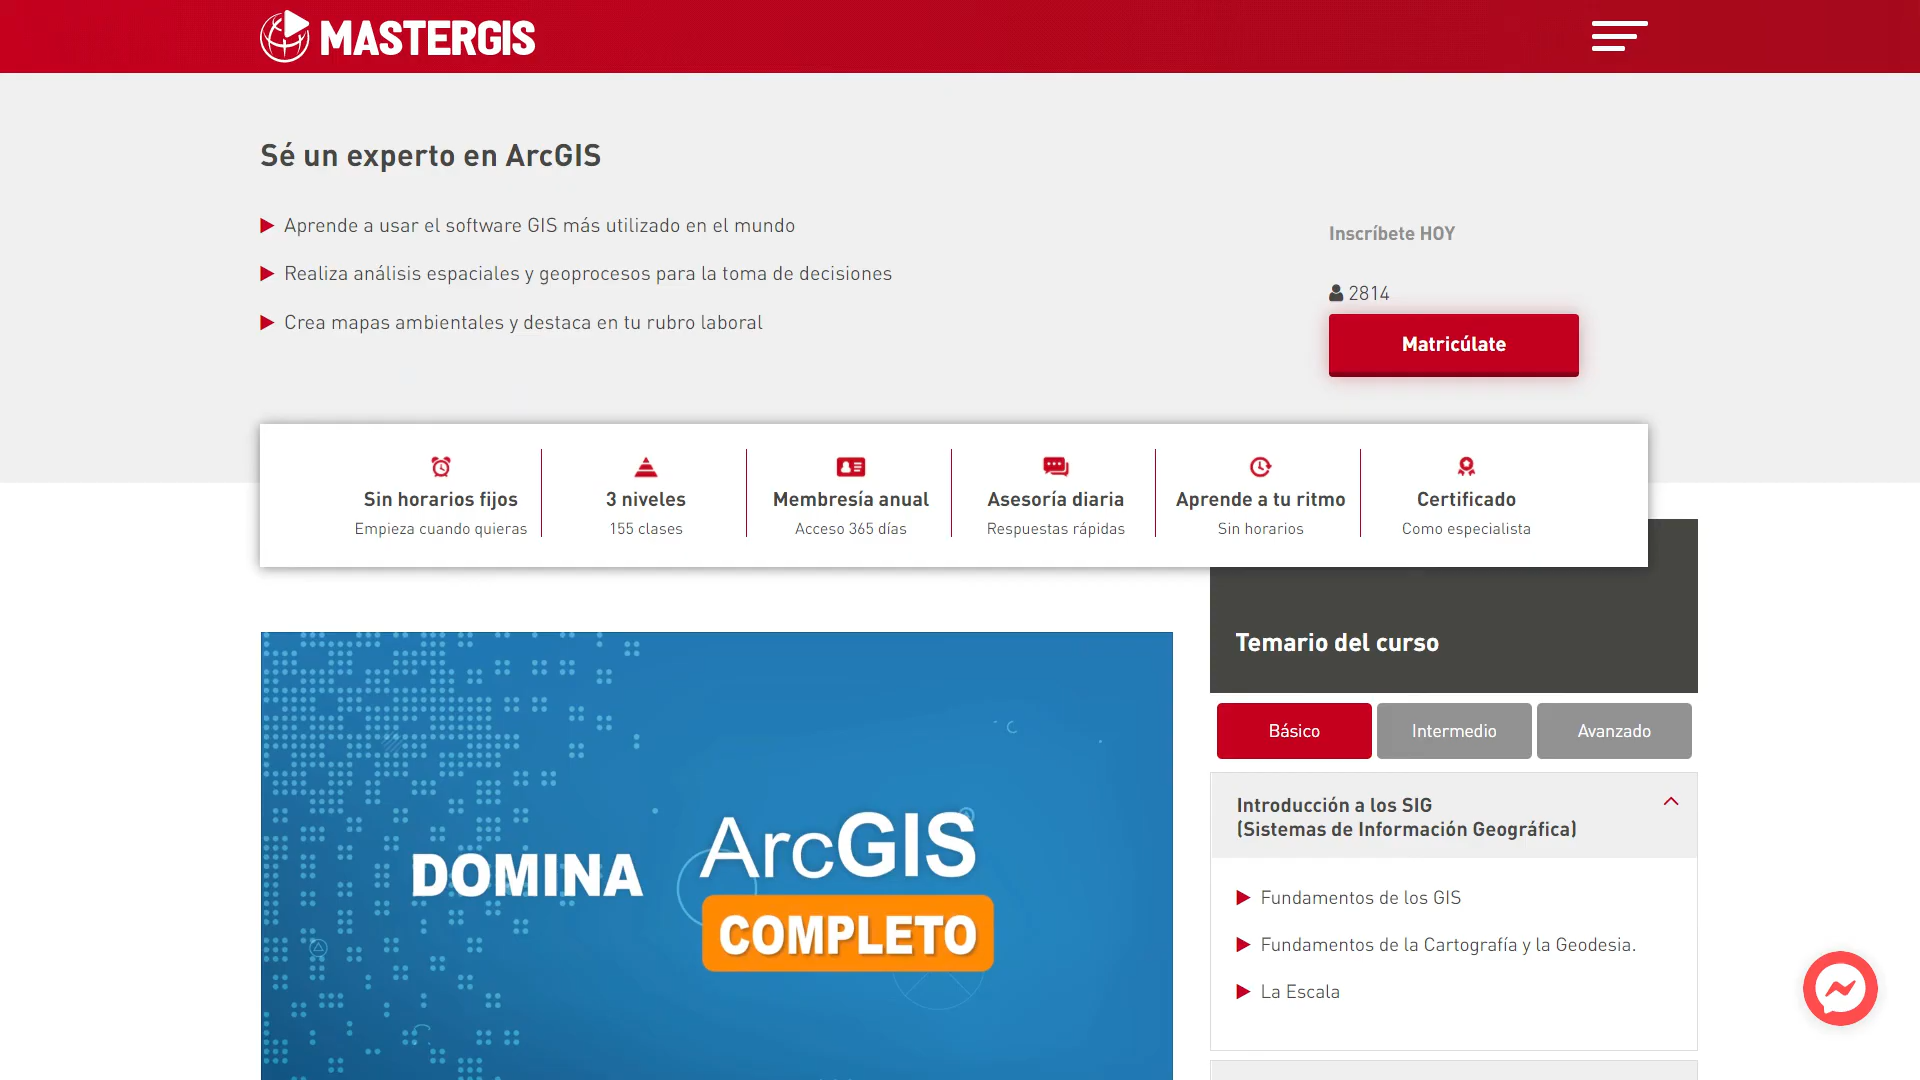 MASTERGIS
Sé un experto en ArcGIS
Aprende a usar el software GIS más utilizado en el mundo
Realiza análisis espaciales y geoprocesos para la toma de decisiones
Crea mapas ambientales y destaca en tu rubro laboral
Inscríbete HOY
2814
Matricúlate
Sin horarios fijos
Empieza cuando quieras
3 niveles
155 clases
Membresía anual
Acceso 365 días
Asesoría diaria
Respuestas rápidas
Aprende a tu ritmo
Sin horarios
Certificado
Como especialista
DOMINA
ArcGIS
COMPLETO
Temario del curso
Básico
Intermedio
Avanzado
Introducción a los SIG
(Sistemas de Información Geográfica)
Fundamentos de los GIS
Fundamentos de la Cartografía y la Geodesia.
La Escala